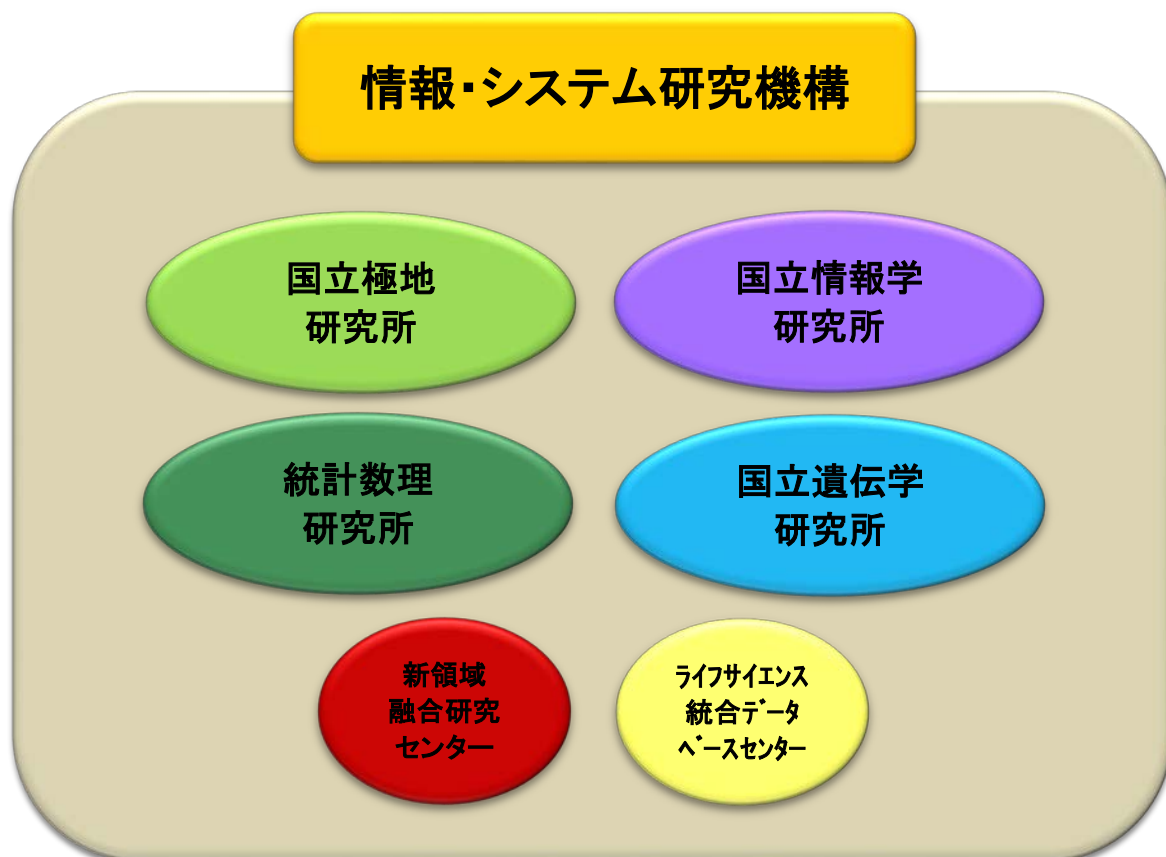 情報・システム研究機構
国立極地
研究所
国立情報学
研究所
統計数理
研究所
国立遺伝学
研究所
新領域
融合研究
センター
ライフサイエンス
統合データ
ベースセンター